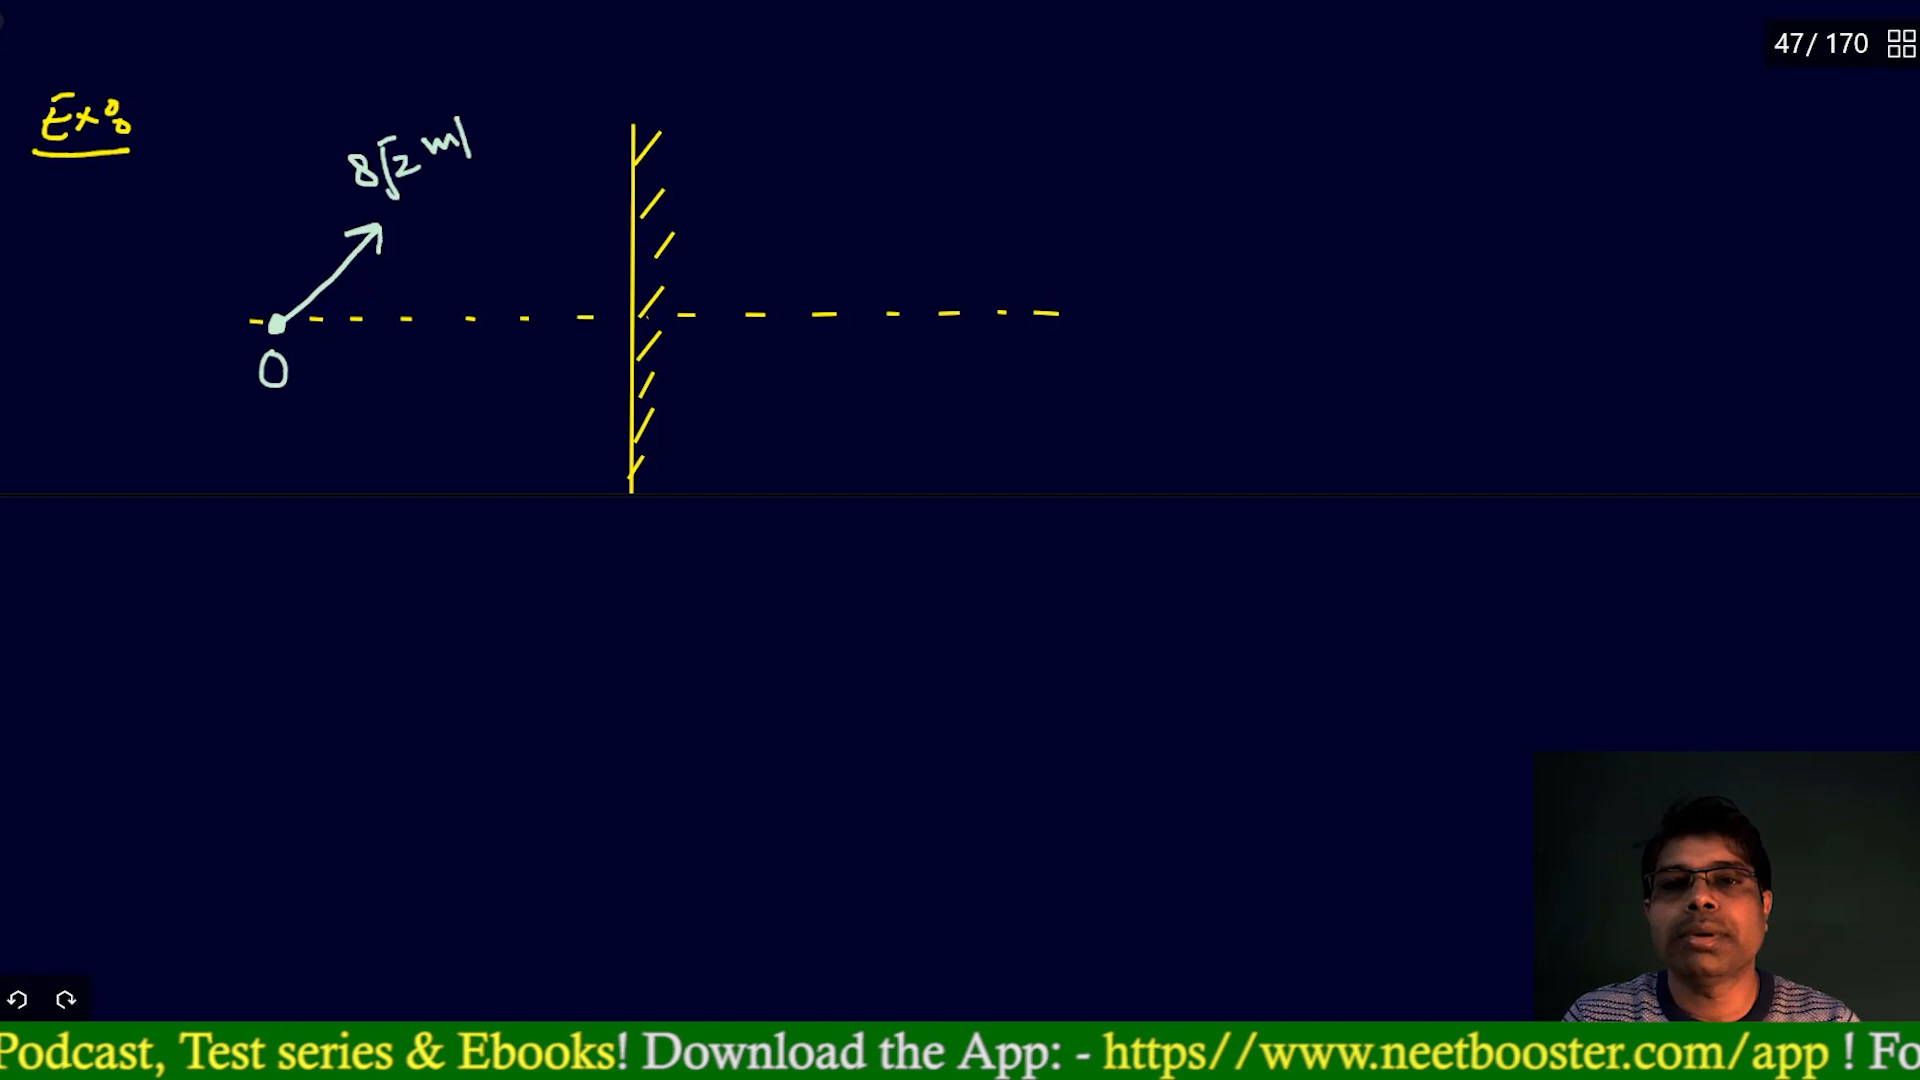 47/ 170
Ex:
8√2 m/
O
Podcast, Test series & Ebooks! Download the App: - https//www.neetbooster.com/app ! Fo